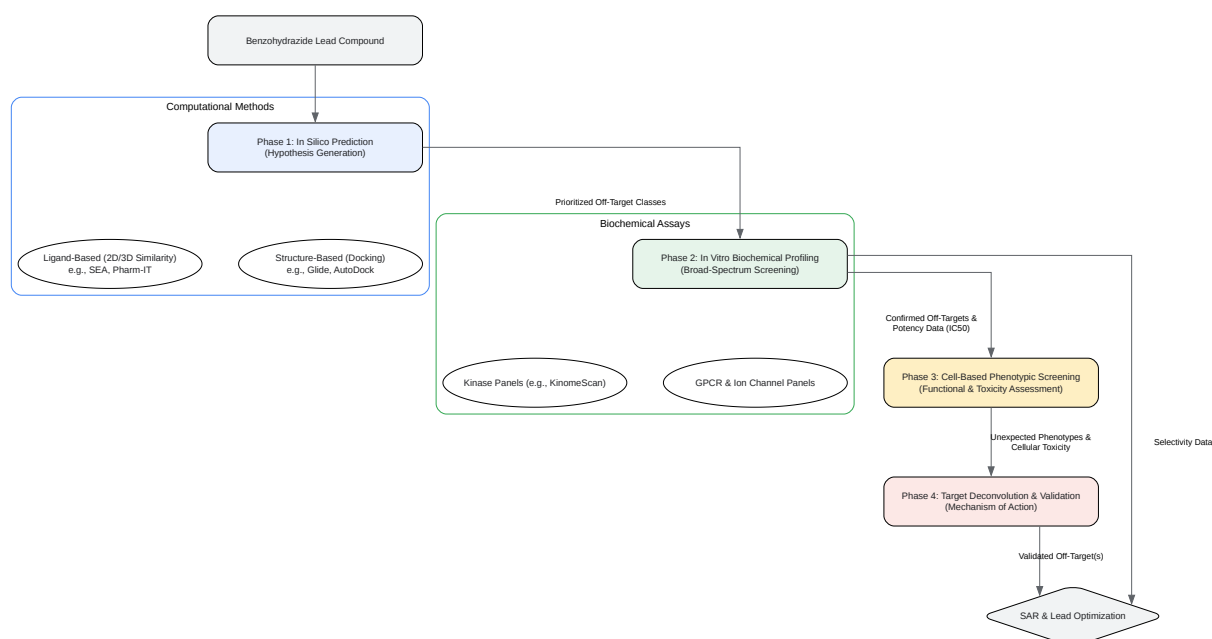 Benzohydrazide Lead Compound
Computational Methods
Phase 1: In Silico Prediction
(Hypothesis Generation)
Prioritized Off-Target Classes
Biochemical Assays
Ligand-Based (2D/3D Similarity)
e.g., SEA, Pharm-IT
Structure-Based (Docking)
e.g., Glide, AutoDock
Phase 2: In Vitro Biochemical Profiling
(Broad-Spectrum Screening)
Confirmed Off-Targets &
Potency Data (IC50)
Kinase Panels (e.g., KinomeScan)
GPCR & Ion Channel Panels
Phase 3: Cell-Based Phenotypic Screening
(Functional & Toxicity Assessment)
Unexpected Phenotypes &
Cellular Toxicity
Selectivity Data
Phase 4: Target Deconvolution & Validation
(Mechanism of Action)
Validated Off-Target(s)
SAR & Lead Optimization